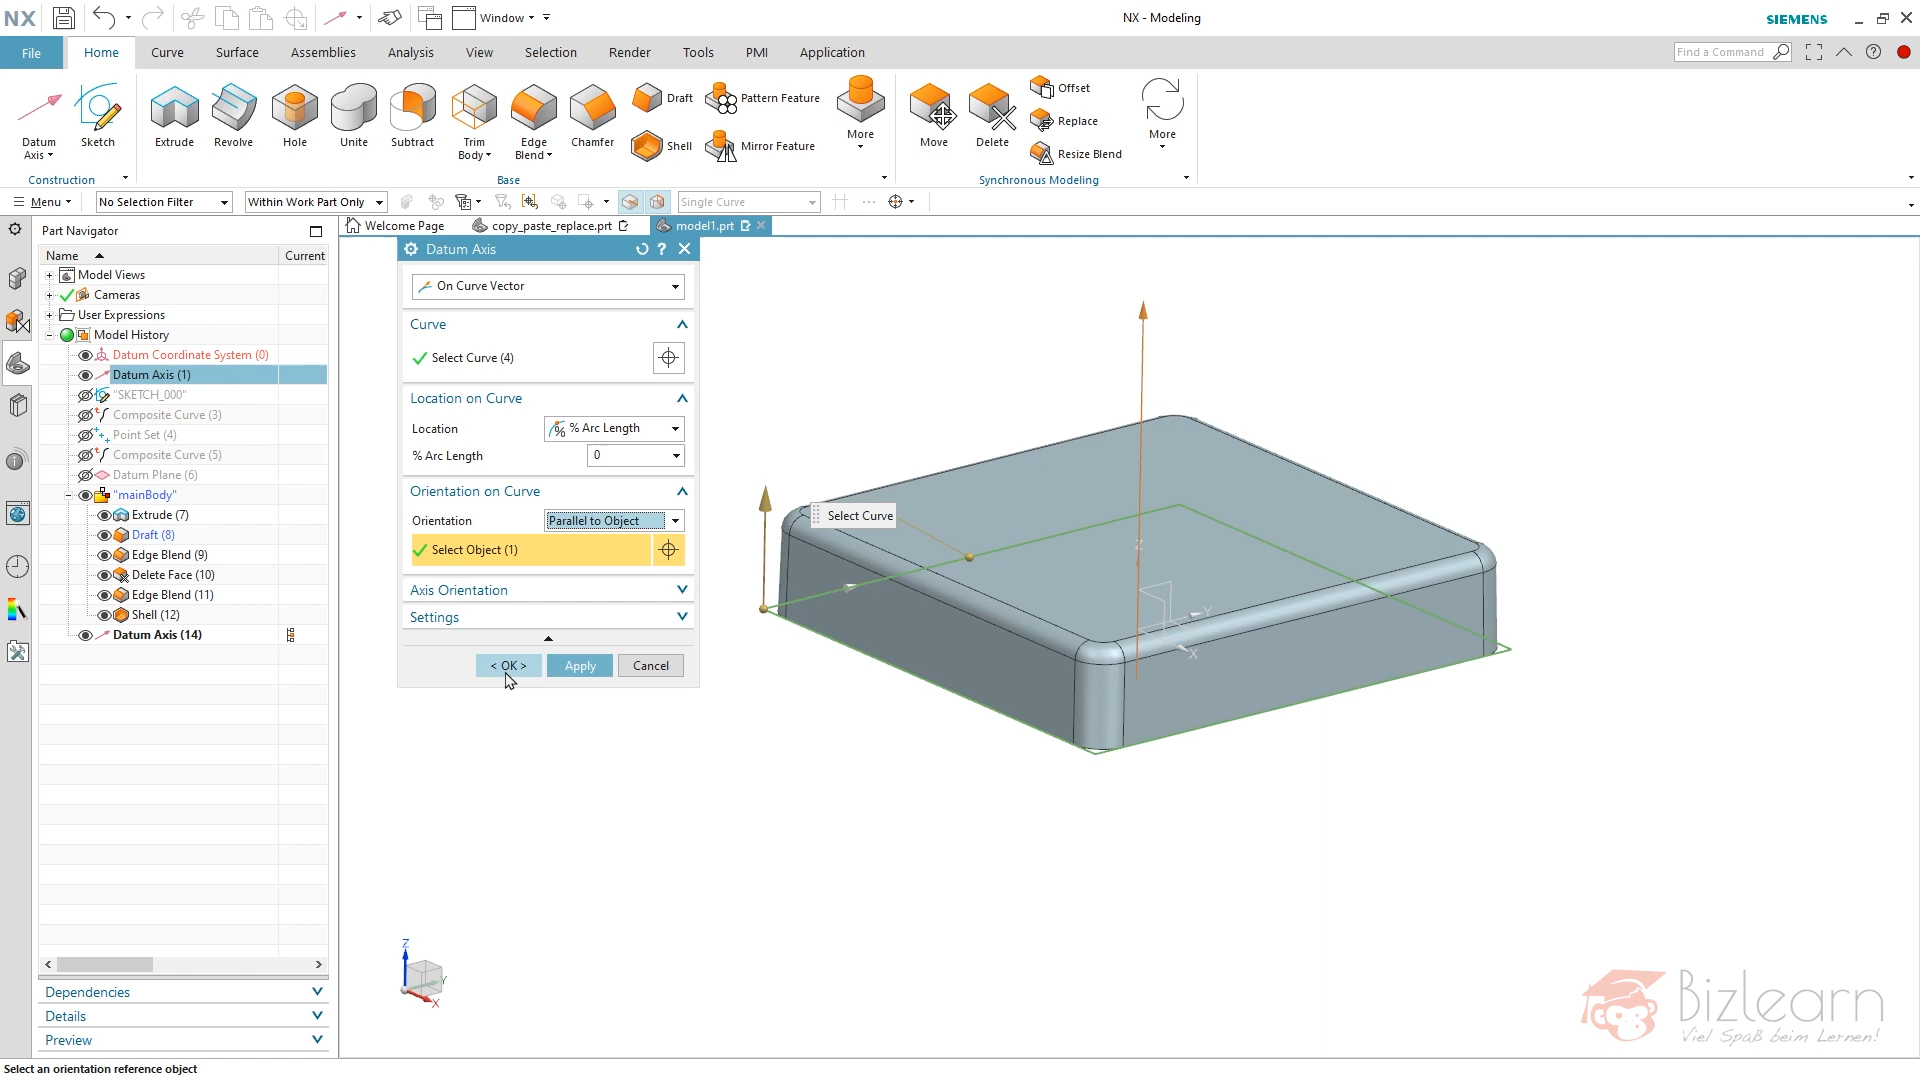 NX
Window
NX - Modeling
SIEMENS
File
Home
Curve
Surface
Assemblies
Analysis
View
Selection
Render
Tools
PMI
Application
Find a Command
Datum
Axis
Sketch
Extrude
Revolve
Hole
Unite
Subtract
Trim
Body
Edge
Blend
Chamfer
Draft
Shell
Pattern Feature
Mirror Feature
More
Move
Delete
Offset
Replace
Resize Blend
More
Construction
Base
Synchronous Modeling
Menu
No Selection Filter
Within Work Part Only
Single Curve
Part Navigator
Welcome Page
copy_paste_replace.prt
model1.prt
Name
Current
Model Views
Cameras
User Expressions
Model History
Datum Coordinate System (0)
Datum Axis (1)
"SKETCH_000"
Composite Curve (3)
Point Set (4)
Composite Curve (5)
Datum Plane (6)
"mainBody"
Extrude (7)
Draft (8)
Edge Blend (9)
Delete Face (10)
Edge Blend (11)
Shell (12)
Datum Axis (14)
Dependencies
Details
Preview
Datum Axis
On Curve Vector
Curve
Select Curve (4)
Location on Curve
Location
% Arc Length
% Arc Length
0
Orientation on Curve
Orientation
Parallel to Object
Select Object (1)
Axis Orientation
Settings
< OK >
Apply
Cancel
Select Curve
Z
Y
X
Z
Y
X
Bizlearn
Viel Spaß beim Lernen!
Select an orientation reference object